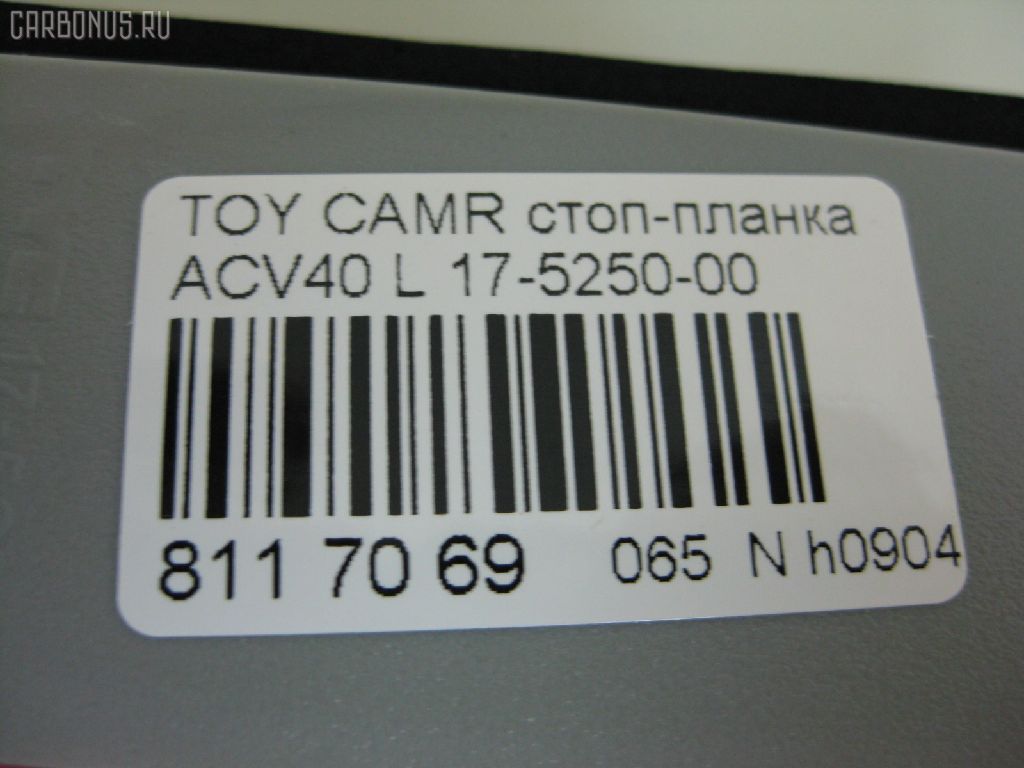 CARBONUS.RU
TOY CAMR стоп-планка
ACV40 L 17-5250-00
811 70 69 065 N h0904